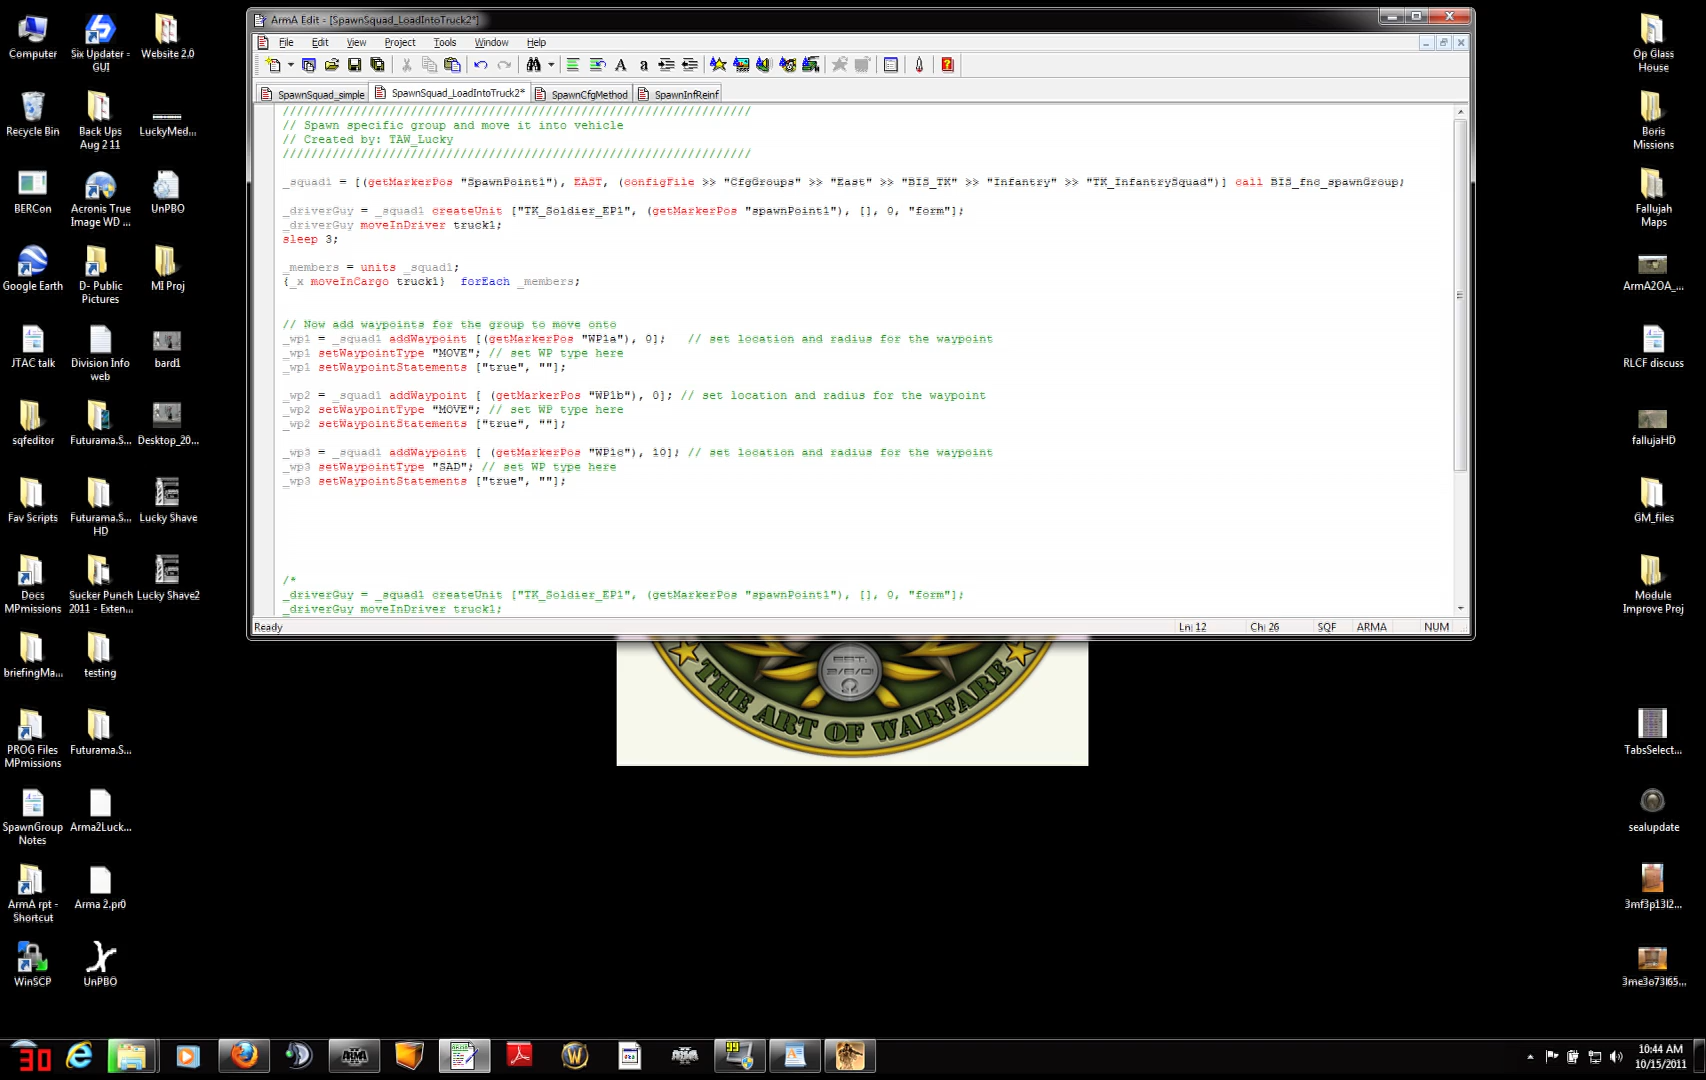 ArmA Edit - [SpawnSquad_LoadIntoTruck2*]
File Edit View Project Tools Window Help
SpawnSquad_simple SpawnSquad_LoadIntoTruck2* SpawnCfgMethod SpawnInfReinf
///////////////////////////////////////////////////////////////////
// Spawn specific group and move it into vehicle
// Created by: TAW_Lucky
///////////////////////////////////////////////////////////////////
_squad1 = [(getMarkerPos "SpawnPoint1"), EAST, (configFile >> "CfgGroups" >> "East" >> "BIS_TK" >> "Infantry" >> "TK_InfantrySquad")] call BIS_fnc_spawnGroup;
_driverGuy = _squad1 createUnit ["TK_Soldier_EP1", (getMarkerPos "spawnPoint1"), [], 0, "form"];
_driverGuy moveInDriver truck1;
sleep 3;
_members = units _squad1;
{_x moveInCargo truck1} forEach _members;
// Now add waypoints for the group to move onto
_wp1 = _squad1 addWaypoint [(getMarkerPos "WP1a"), 0]; // set location and radius for the waypoint
_wp1 setWaypointType "MOVE"; // set WP type here
_wp1 setWaypointStatements ["true", ""];
_wp2 = _squad1 addWaypoint [ (getMarkerPos "WP1b"), 0]; // set location and radius for the waypoint
_wp2 setWaypointType "MOVE"; // set WP type here
_wp2 setWaypointStatements ["true", ""];
_wp3 = _squad1 addWaypoint [ (getMarkerPos "WP1c"), 10]; // set location and radius for the waypoint
_wp3 setWaypointType "SAD"; // set WP type here
_wp3 setWaypointStatements ["true", ""];
/*
_driverGuy = _squad1 createUnit ["TK_Soldier_EP1", (getMarkerPos "spawnPoint1"), [], 0, "form"];
_driverGuy moveInDriver truck1;
Ready Ln: 12 Ch: 26 SQF ARMA NUM
THE ART OF WARFARE
EST.
Computer
Six Updater - GUI
Website 2.0
Recycle Bin
Back Ups
Aug 2 11
LuckyMed...
BERCon
Acronis True
Image WD ...
UnPBO
Google Earth
D- Public
Pictures
MI Proj
JTAC talk
Division Info
web
bard1
sqfeditor
Futurama.S...
Desktop_20...
Fav Scripts
Futurama.S...
HD
Lucky Shave
Docs
MPmissions
Sucker Punch
2011 - Exten...
Lucky Shave2
briefingMa...
testing
PROG Files
MPmissions
Futurama.S...
SpawnGroup
Notes
Arma2Luck...
ArmA rpt -
Shortcut
Arma 2.pr0
WinSCP
UnPBO
Op Glass
House
Boris
Missions
Fallujah
Maps
ArmA2OA_...
RLCF discuss
fallujaHD
GM_files
Module
Improve Proj
TabsSelect...
sealupdate
3mf3p13l2...
3me3o73l65...
30
10:44 AM
10/15/2011